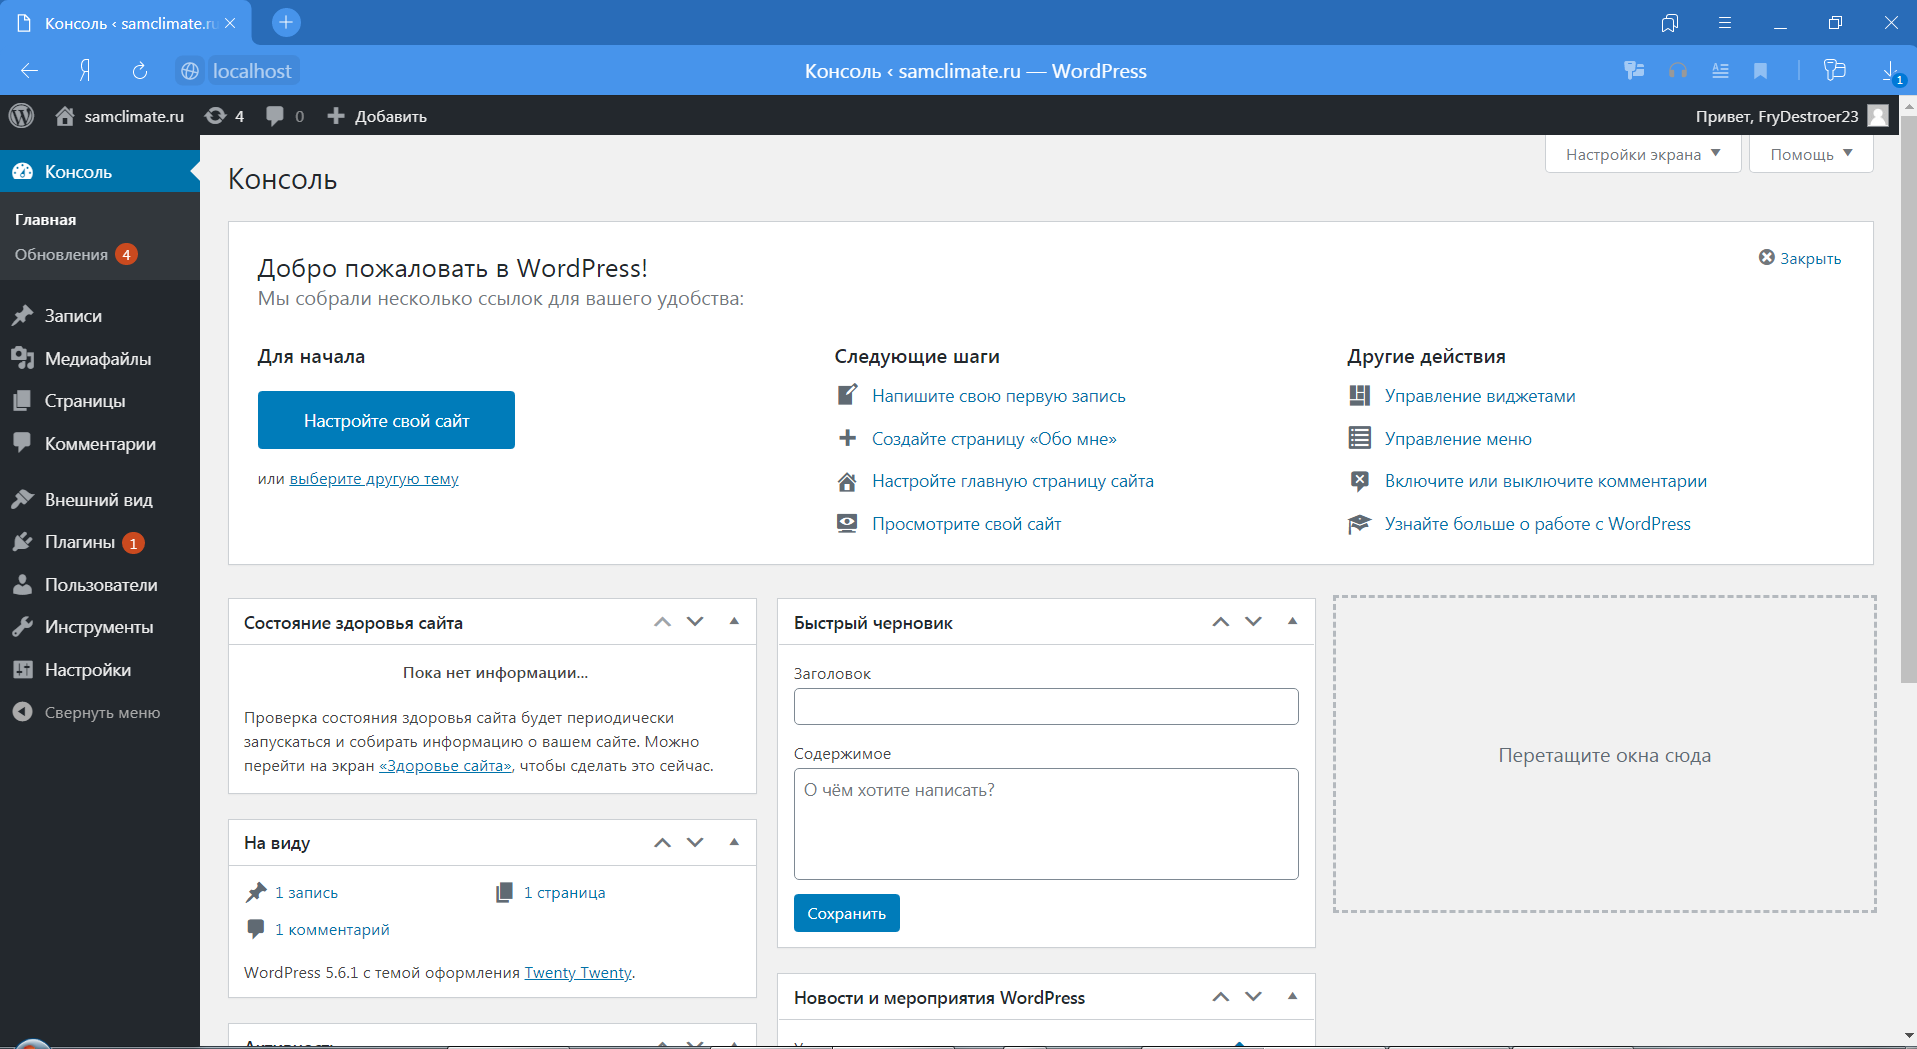 Консоль ‹ samclimate.ru
localhost
Консоль ‹ samclimate.ru — WordPress
1
samclimate.ru
4
0
Добавить
Привет, FryDestroer23
Консоль
Главная
Обновления 4
Записи
Медиафайлы
Страницы
Комментарии
Внешний вид
Плагины 1
Пользователи
Инструменты
Настройки
Свернуть меню
Настройки экрана
Помощь
Консоль
Добро пожаловать в WordPress!
Мы собрали несколько ссылок для вашего удобства:
Закрыть
Для начала
Настройте свой сайт
или выберите другую тему
Следующие шаги
Напишите свою первую запись
Создайте страницу «Обо мне»
Настройте главную страницу сайта
Просмотрите свой сайт
Другие действия
Управление виджетами
Управление меню
Включите или выключите комментарии
Узнайте больше о работе с WordPress
Состояние здоровья сайта
Пока нет информации...
Проверка состояния здоровья сайта будет периодически
запускаться и собирать информацию о вашем сайте. Можно
перейти на экран «Здоровье сайта», чтобы сделать это сейчас.
На виду
1 запись
1 страница
1 комментарий
WordPress 5.6.1 с темой оформления Twenty Twenty.
Быстрый черновик
Заголовок
Содержимое
О чём хотите написать?
Сохранить
Новости и мероприятия WordPress
Перетащите окна сюда